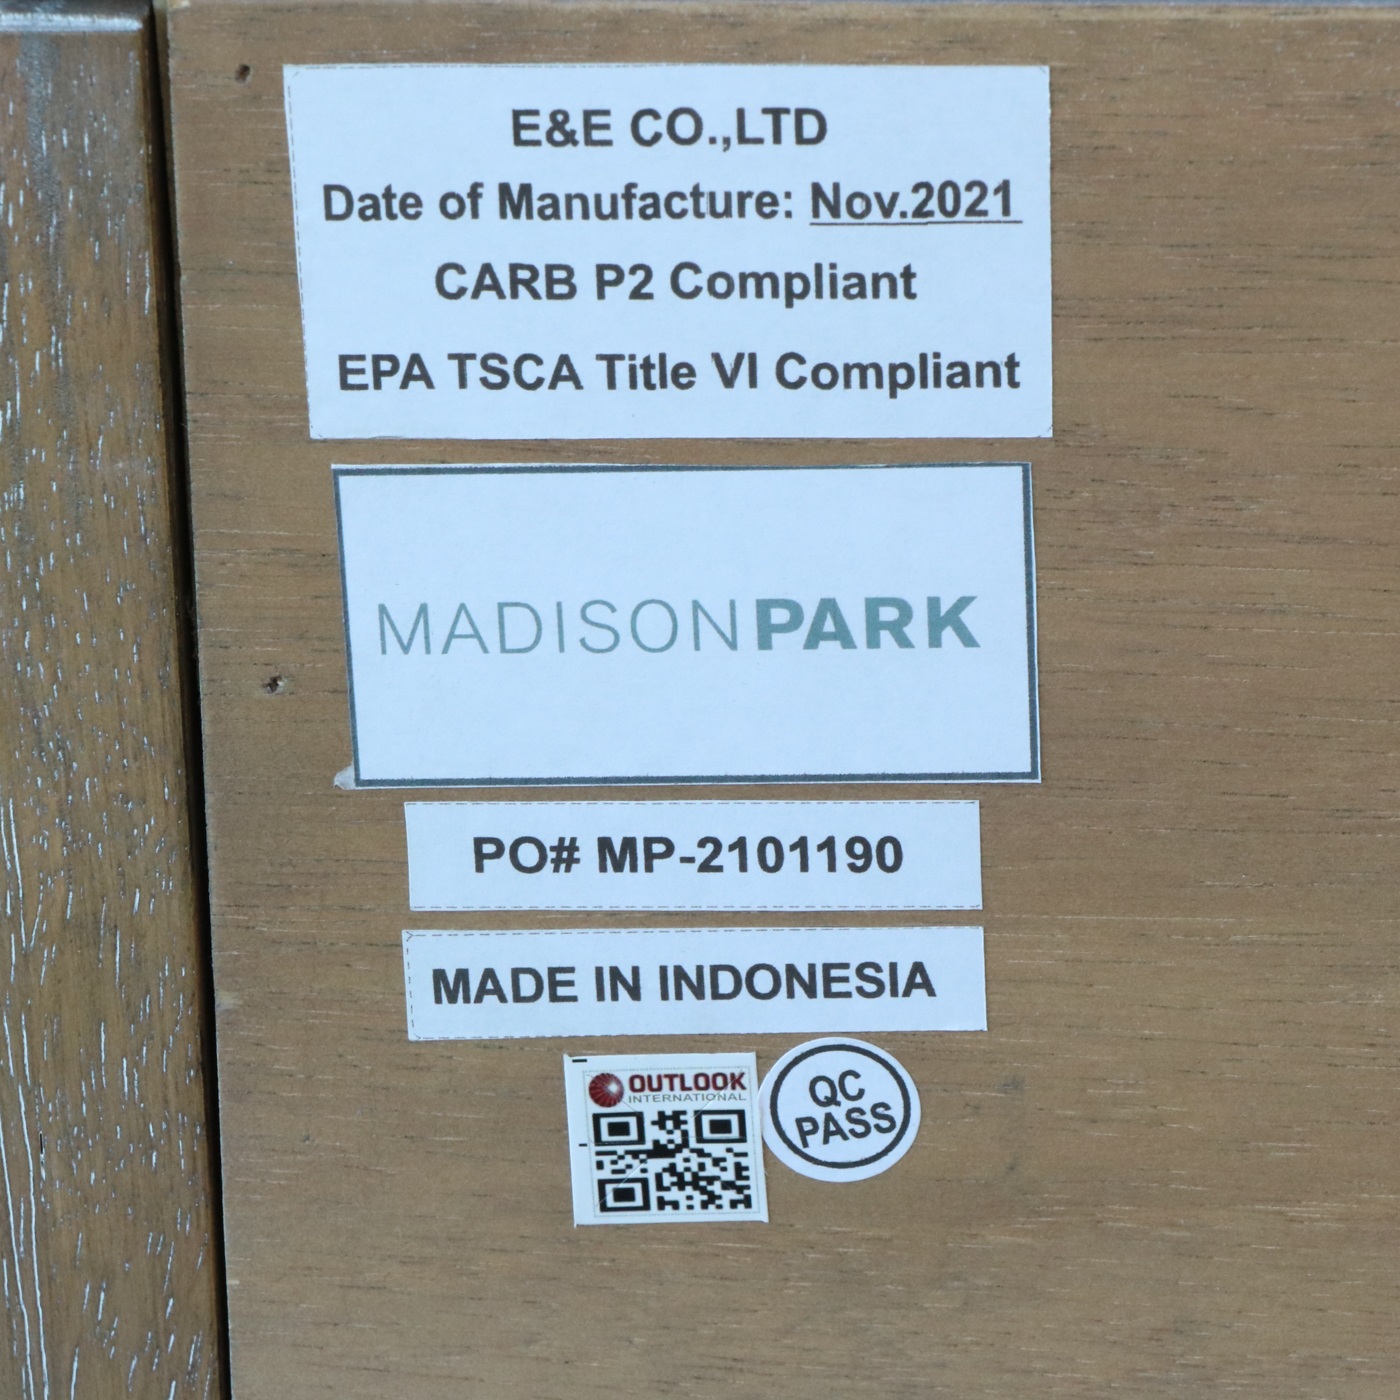 E&E CO.,LTD
Date of Manufacture: Nov.2021
CARB P2 Compliant
EPA TSCA Title VI Compliant
MADISONPARK
PO# MP-2101190
MADE IN INDONESIA
OUTLOOK
INTERNATIONAL
QC
PASS